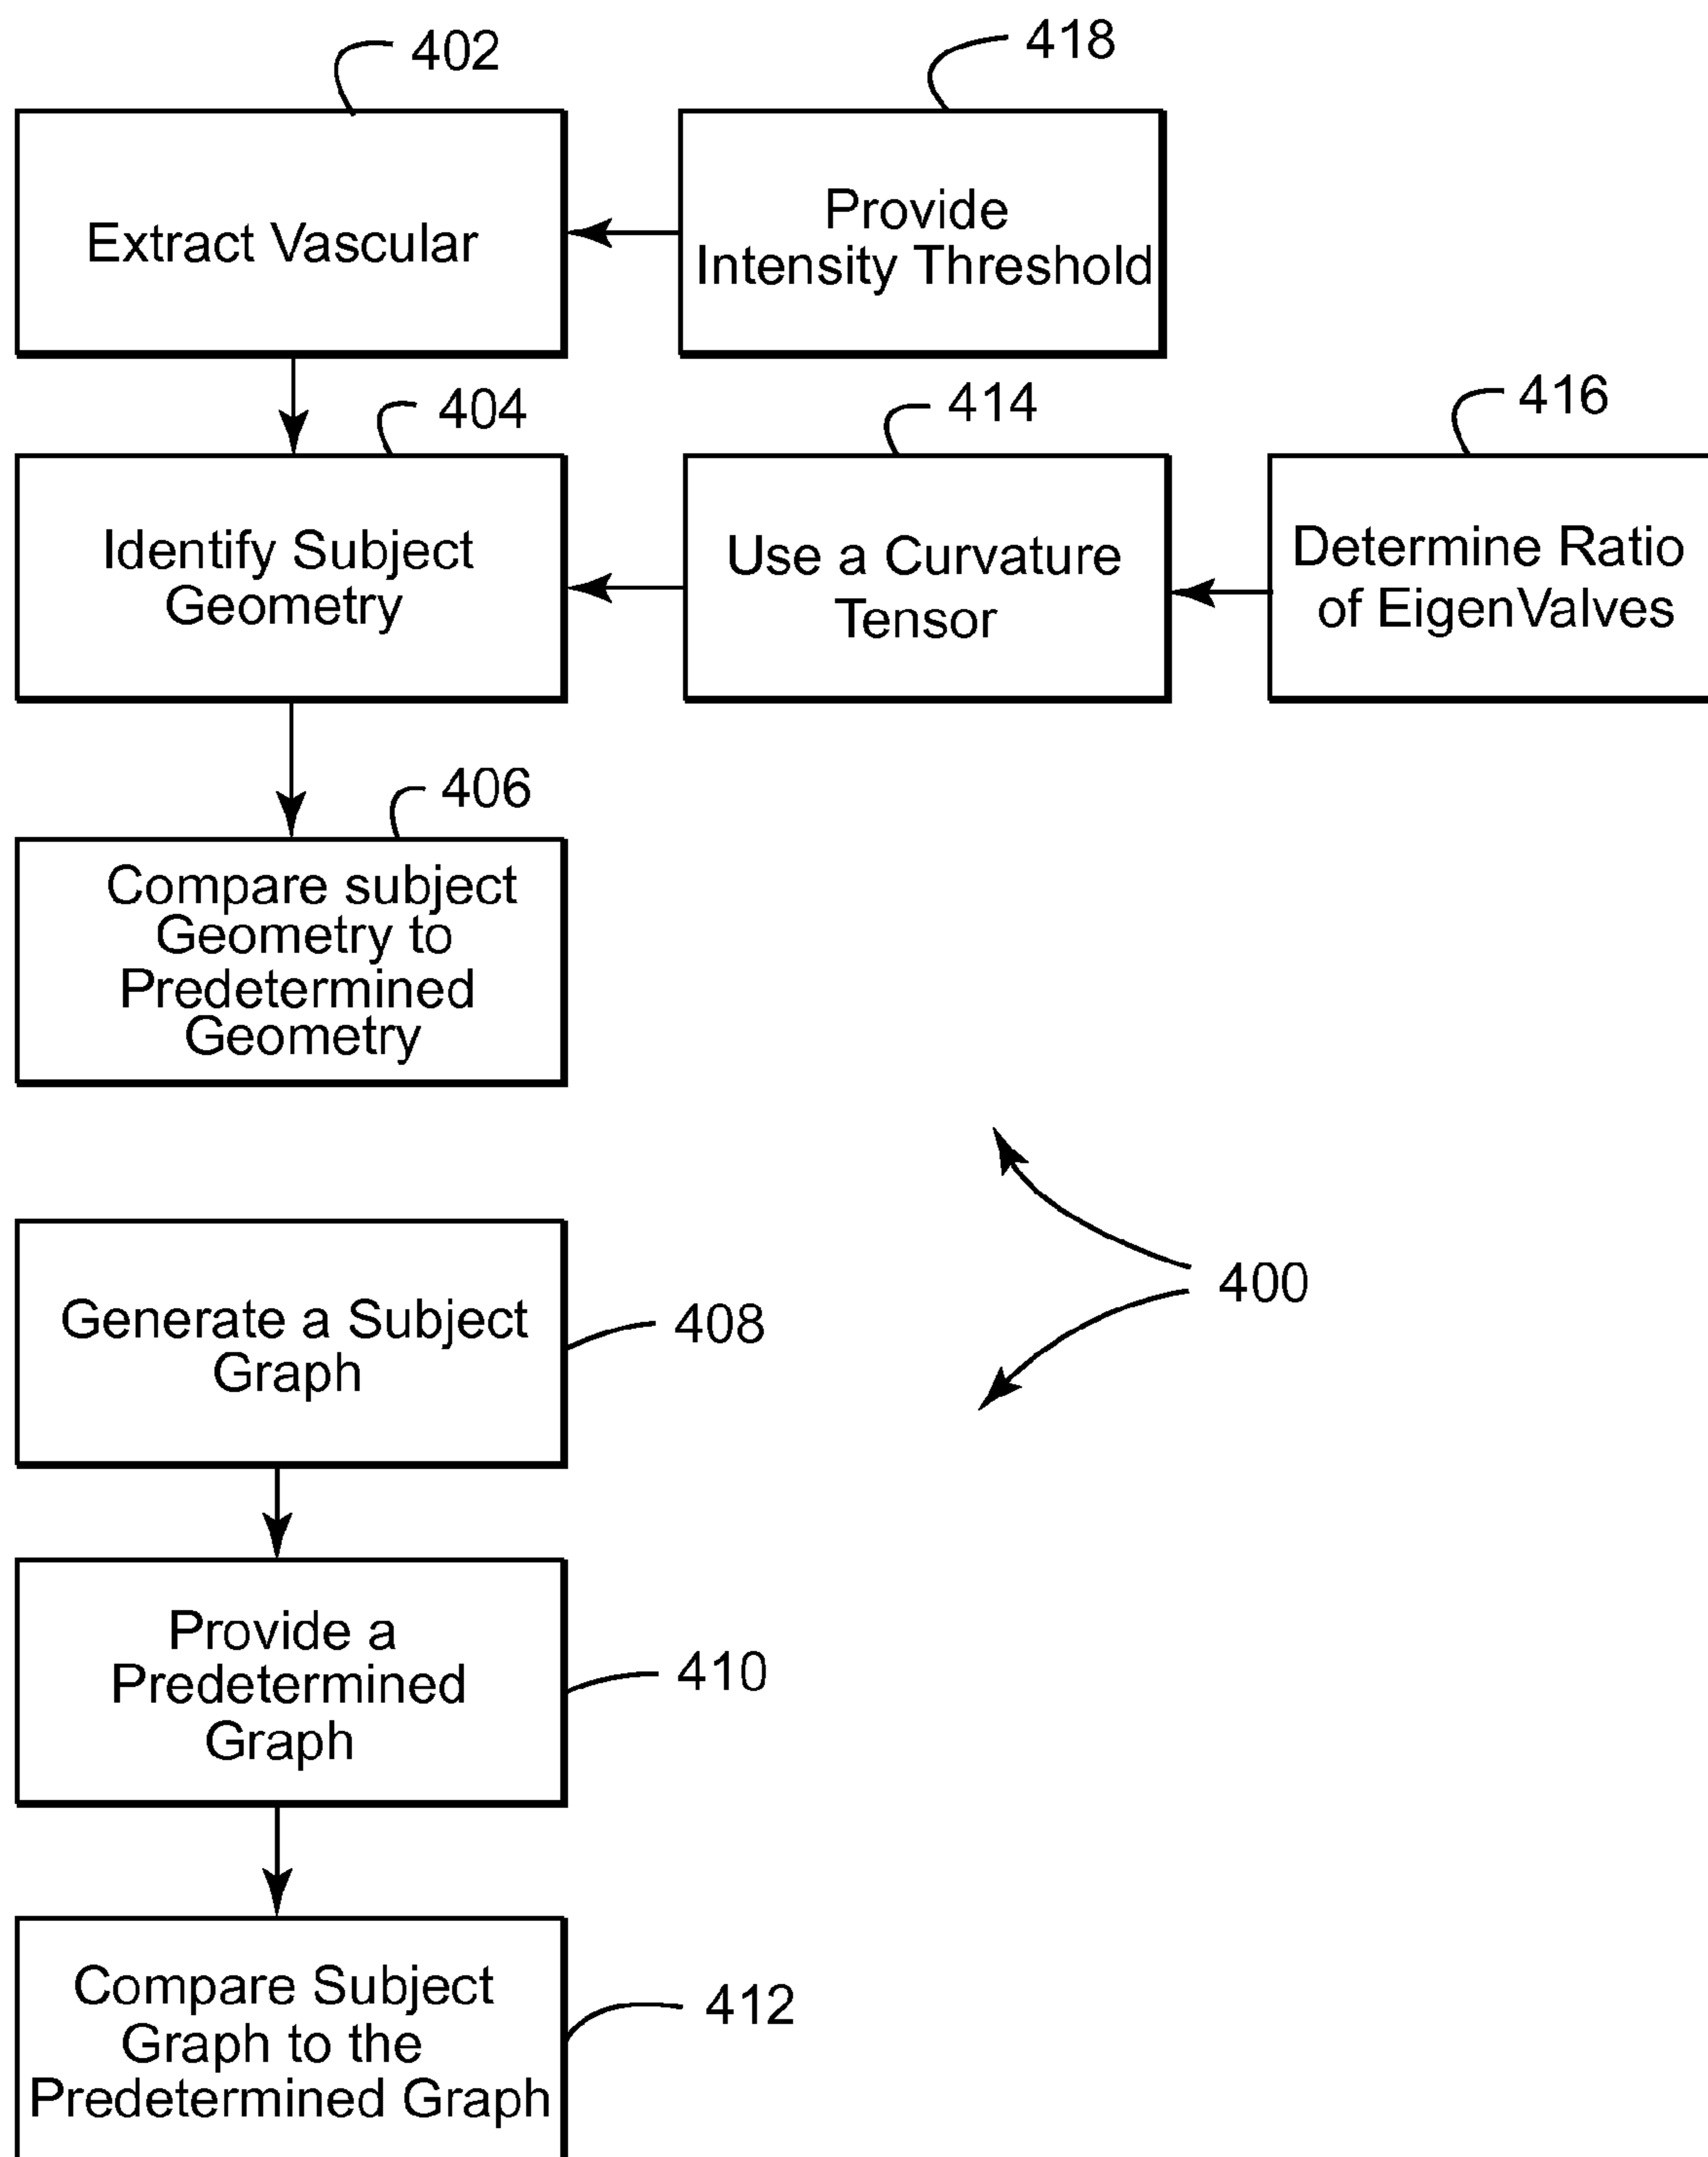 402
418
Extract Vascular
Provide
Intensity Threshold
404
414
416
Identify Subject
Geometry
Use a Curvature
Tensor
Determine Ratio
of EigenValves
406
Compare subject
Geometry to
Predetermined
Geometry
400
Generate a Subject
Graph
408
Provide a
Predetermined
Graph
410
Compare Subject
Graph to the
Predetermined Graph
412